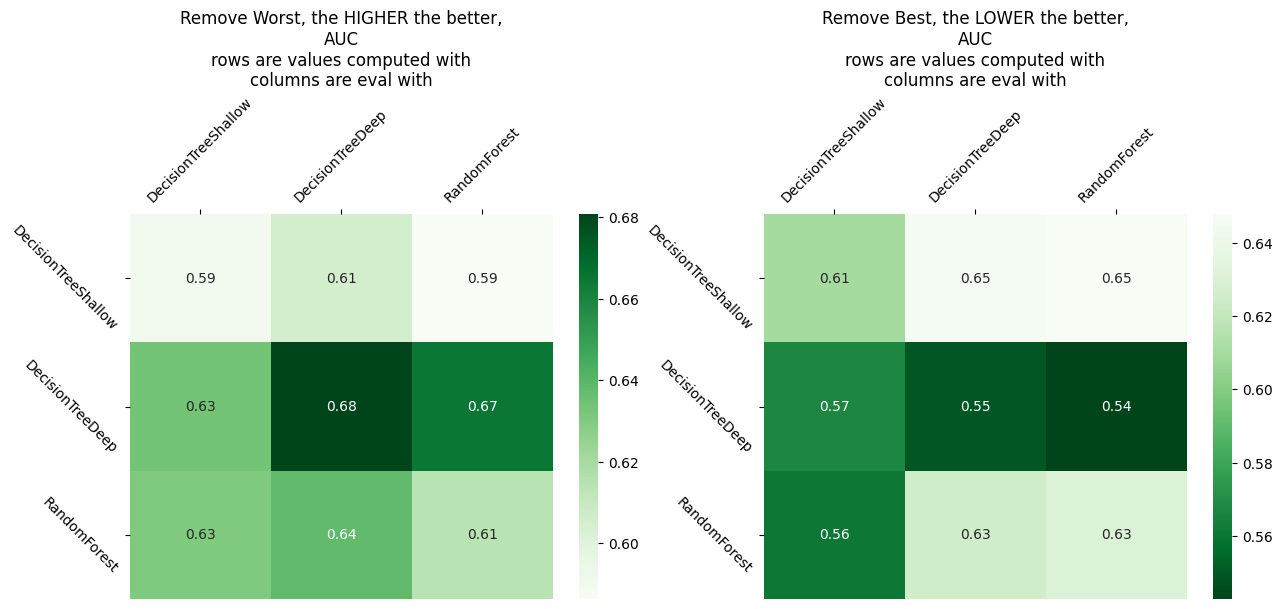 Remove Worst, the HIGHER the better,
AUC
rows are values computed with
columns are eval with
DecisionTreeShallow
DecisionTreeDeep
RandomForest
DecisionTreeShallow
0.59 0.61 0.59
DecisionTreeDeep
0.63 0.68 0.67
RandomForest
0.63 0.64 0.61
0.68
0.66
0.64
0.62
0.60
Remove Best, the LOWER the better,
AUC
rows are values computed with
columns are eval with
DecisionTreeShallow
DecisionTreeDeep
RandomForest
DecisionTreeShallow
0.61 0.65 0.65
DecisionTreeDeep
0.57 0.55 0.54
RandomForest
0.56 0.63 0.63
0.64
0.62
0.60
0.58
0.56